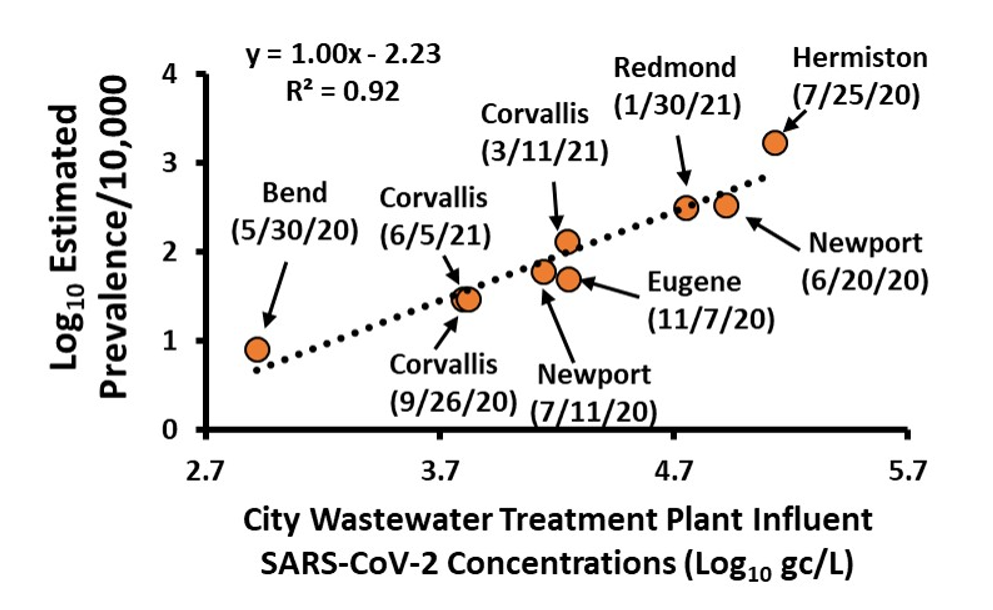 y = 1.00x - 2.23
R² = 0.92
Log₁₀ Estimated
Prevalence/10,000
4
3
2
1
0
Bend
(5/30/20)
Corvallis
(6/5/21)
Corvallis
(9/26/20)
Corvallis
(3/11/21)
Newport
(7/11/20)
Eugene
(11/7/20)
Redmond
(1/30/21)
Newport
(6/20/20)
Hermiston
(7/25/20)
2.7
3.7
4.7
5.7
City Wastewater Treatment Plant Influent
SARS-CoV-2 Concentrations (Log₁₀ gc/L)